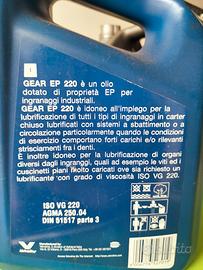 I
GEAR EP 220 è un olio
dotato di proprietà EP per
ingranaggi industriali.
GEAR EP 220 è idoneo all'impiego per la
lubrificazione di tutti i tipi di ingranaggi in carter
chiuso lubrificati con sistemi a sbattimento o a
circolazione particolarmente quando le condizioni
di esercizio comportano forti carichi e/o rilevanti
strisciamenti fra i denti.
È inoltre idoneo per la lubrificazione di organi
diversi dagli ingranaggi, quali ad esempio viti ed i
cuscinetti piani molto caricati ove sia richiesto un
lubrificante con grado di viscosità ISO VG 220.
ISO VG 220
AGMA 250.04
DIN 51517 parte 3
Valvoline
Avvisato